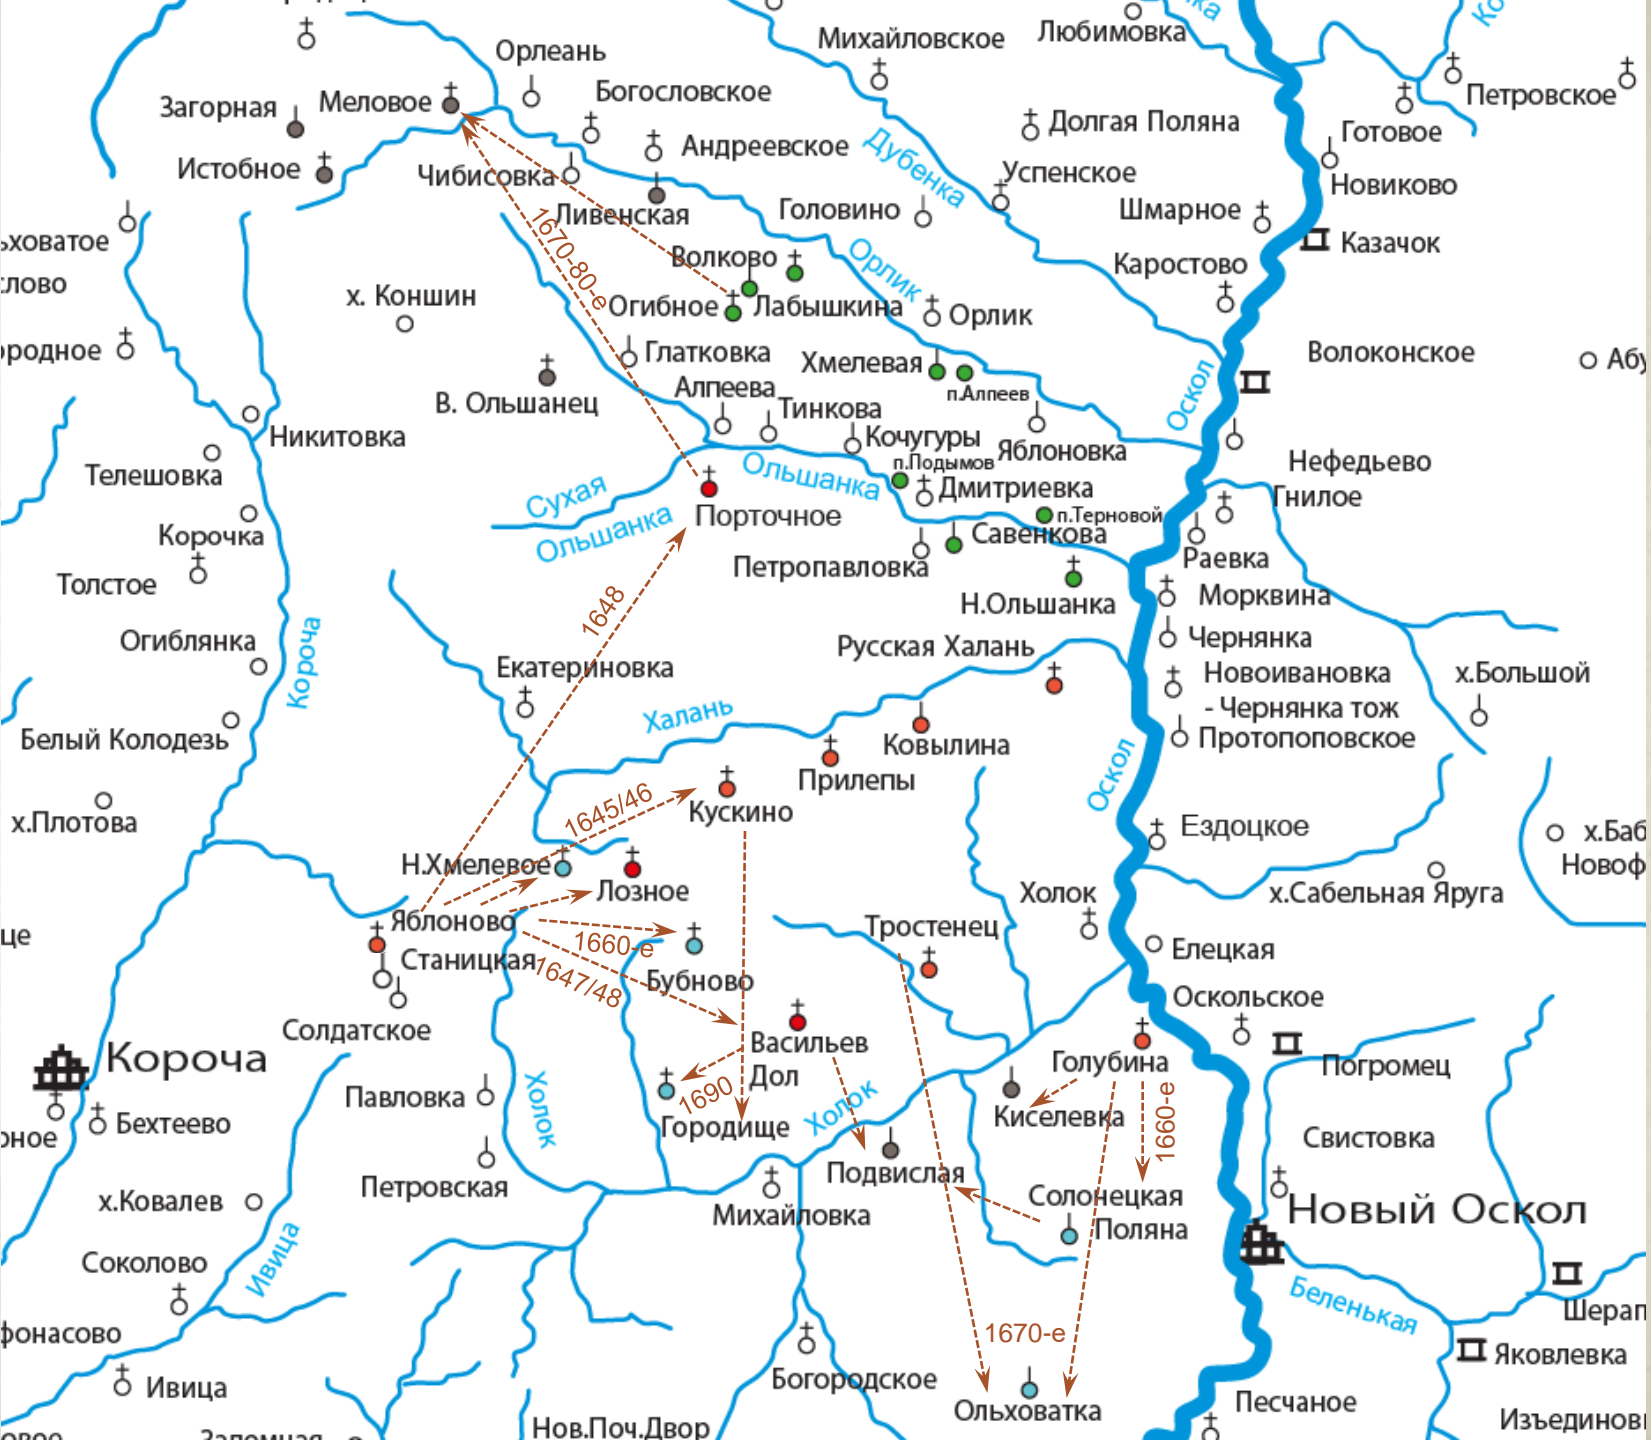 Орлеань
Михайловское
Любимовка
Загорная
Меловое
Богословское
Петровское
Истобное
Чибисовка
Андреевское
Дубенка
Долгая Поляна
Готовое
Успенское
Новиково
Ливенская
Головино
Шмарное
Казачок
1670-80-е
Волково
Орлик
Каростово
х. Коншин
Огибное
Лабышкина
Орлик
Глатковка
Хмелевая
Волоконское
Оскол
В. Ольшанец
Алпеева
п.Алпеев
Тинкова
Никитовка
Кочугуры
Яблоновка
Телешовка
Сухая
Ольшанка
Ольшанка
п.Подымов
Дмитриевка
Нефедьево
Гнилое
Порточное
п.Терновой
Корочка
Савенкова
Петропавловка
Раевка
Толстое
Н.Ольшанка
Морквина
1648
Огиблянка
Короча
Русская Халань
Чернянка
Екатериновка
Новоивановка
- Чернянка тож
х.Большой
Белый Колодезь
Халань
Ковылина
Протопоповское
Оскол
Прилепы
1645/46
Кускино
х.Плотова
Ездоцкое
Н.Хмелевое
Лозное
Холок
х.Сабельная Яруга
Яблоново
Тростенец
1660-е
Елецкая
Станицкая
1647/48
Бубново
Оскольское
Солдатское
Васильев
Дол
Голубина
Погромец
Короча
Холок
Павловка
1690
Холок
Киселевка
1660-е
Бехтеево
Городище
Свистовка
Подвислая
Петровская
Солонецкая
Поляна
х.Ковалев
Михайловка
Новый Оскол
Соколово
Ивица
Беленькая
1670-е
Яковлевка
Ивица
Богородское
Ольховатка
Песчаное
Нов.Поч.Двор